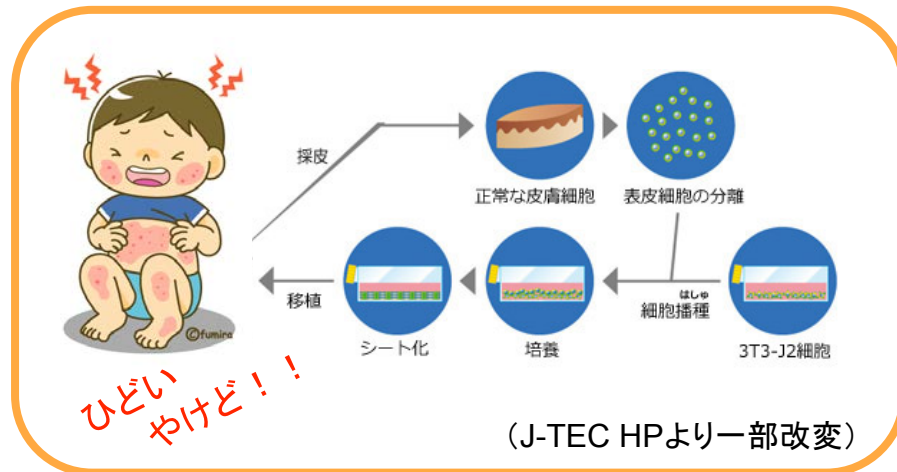 採皮
正常な皮膚細胞
表皮細胞の分離
移植
シート化
培養
はしゅ
細胞播種
3T3-J2細胞
©fumira
ひどい
やけど！！
（J-TEC HPより一部改変）